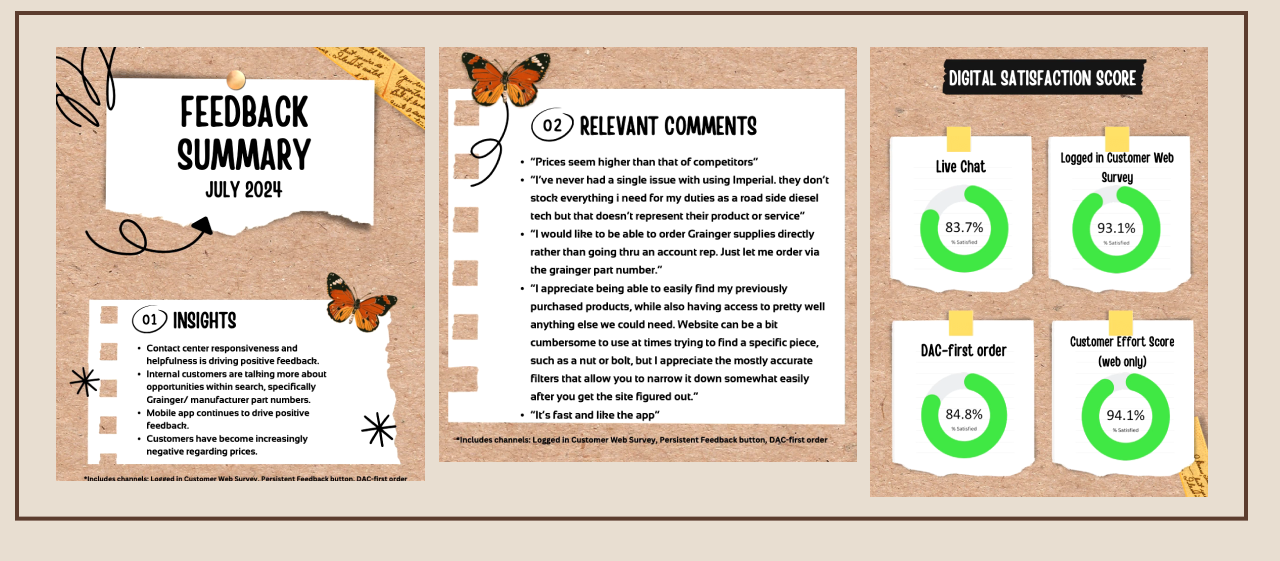 FEEDBACK
SUMMARY
JULY 2024
01 INSIGHTS
• Contact center responsiveness and
helpfulness is driving positive feedback.
• Internal customers are talking more about
opportunities within search, specifically
Grainger/ manufacturer part numbers.
• Mobile app continues to drive positive
feedback.
• Customers have become increasingly
negative regarding prices.
*Includes channels: Logged in Customer Web Survey, Persistent Feedback button, DAC-first order
02 RELEVANT COMMENTS
• "Prices seem higher than that of competitors"
• "I've never had a single issue with using Imperial. they don't
stock everything i need for my duties as a road side diesel
tech but that doesn't represent their product or service"
• "I would like to be able to order Grainger supplies directly
rather than going thru an account rep. Just let me order via
the grainger part number."
• "I appreciate being able to easily find my previously
purchased products, while also having access to pretty well
anything else we could need. Website can be a bit
cumbersome to use at times trying to find a specific piece,
such as a nut or bolt, but I appreciate the mostly accurate
filters that allow you to narrow it down somewhat easily
after you get the site figured out."
• "It's fast and like the app"
*Includes channels: Logged in Customer Web Survey, Persistent Feedback button, DAC-first order
DIGITAL SATISFACTION SCORE
Live Chat
83.7%
% Satisfied
Logged in Customer Web
Survey
93.1%
% Satisfied
DAC-first order
84.8%
% Satisfied
Customer Effort Score
(web only)
94.1%
% Satisfied